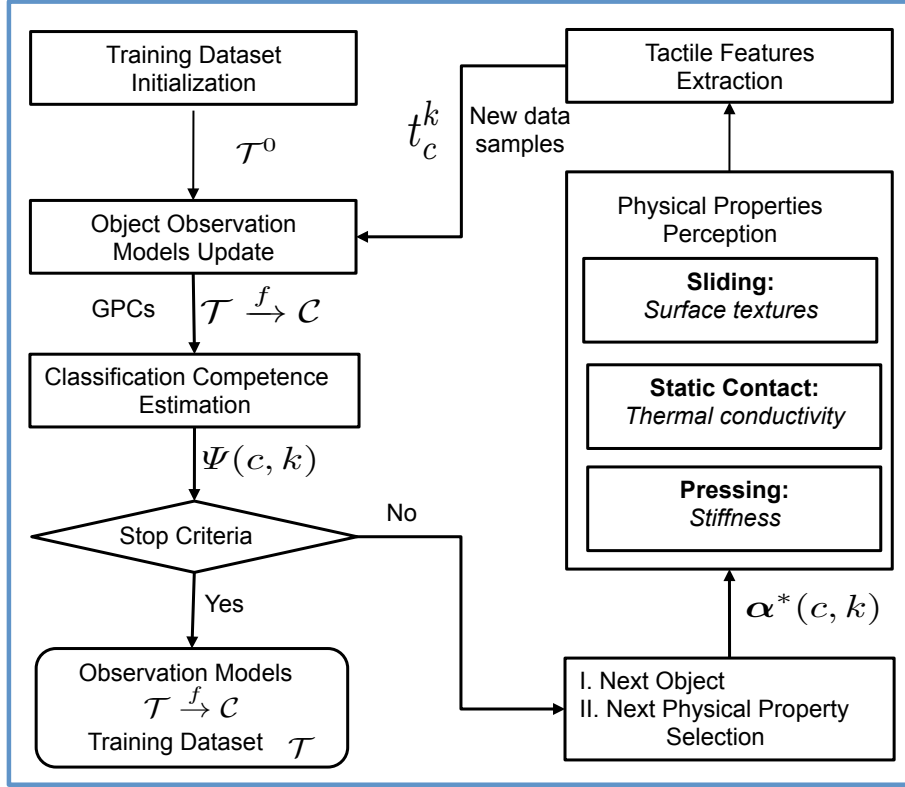 Training Dataset
Initialization
𝒯⁰
Object Observation
Models Update
GPCs
𝒯 →ᶠ 𝒞
Classification Competence
Estimation
Ψ(c, k)
Stop Criteria
No
Yes
Observation Models
𝒯 →ᶠ 𝒞
Training Dataset 𝒯
I. Next Object
II. Next Physical Property
Selection
α*(c, k)
Physical Properties
Perception
Sliding:
Surface textures
Static Contact:
Thermal conductivity
Pressing:
Stiffness
Tactile Features
Extraction
New data
samples
t_c^k